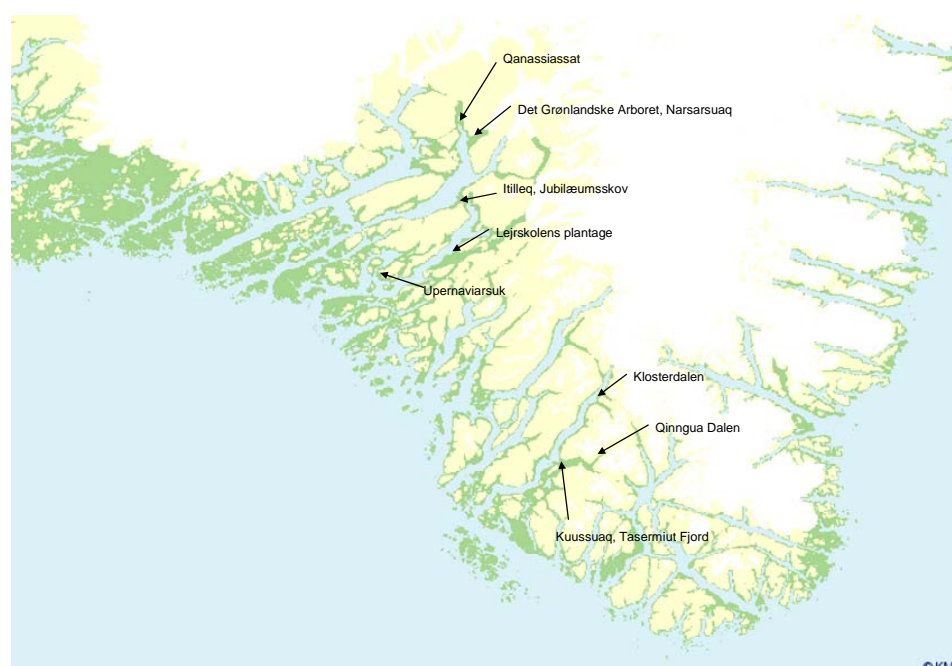 Qanassiassat
Det Grønlandske Arboret, Narsarsuaq
Itilleq, Jubilæumsskov
Lejrskolens plantage
Upernaviarsuk
Klosterdalen
Qinngua Dalen
Kuussuaq, Tasermiut Fjord